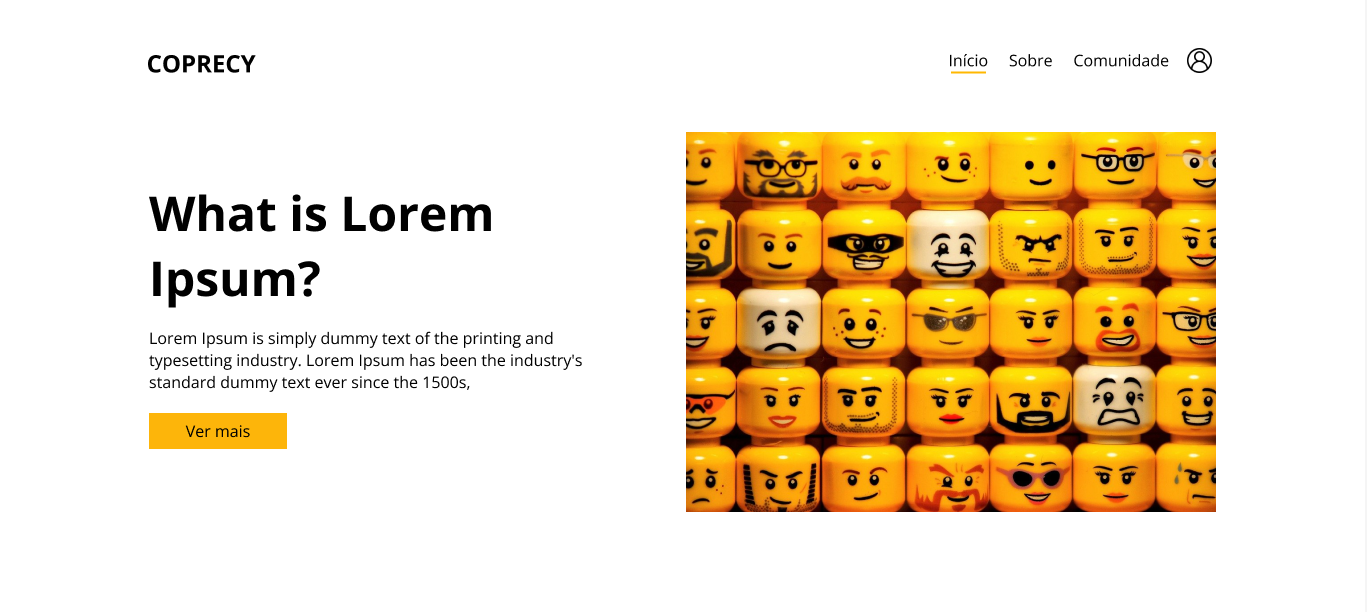 COPRECY
Início Sobre Comunidade
What is Lorem
Ipsum?
Lorem Ipsum is simply dummy text of the printing and
typesetting industry. Lorem Ipsum has been the industry's
standard dummy text ever since the 1500s,
Ver mais